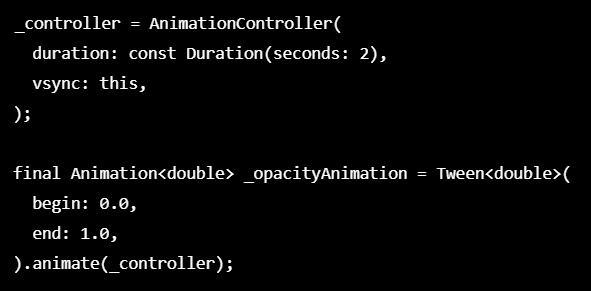 _controller = AnimationController(
  duration: const Duration(seconds: 2),
  vsync: this,
);

final Animation<double> _opacityAnimation = Tween<double>(
  begin: 0.0,
  end: 1.0,
).animate(_controller);